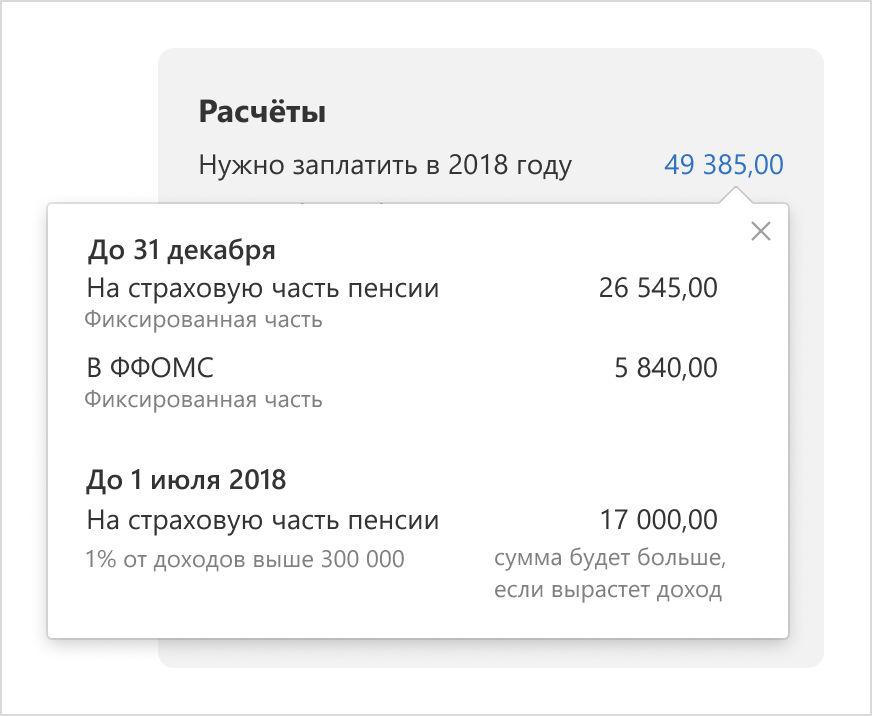 Расчёты
Нужно заплатить в 2018 году 49 385,00
До 31 декабря
На страховую часть пенсии 26 545,00
Фиксированная часть
В ФФОМС 5 840,00
Фиксированная часть
До 1 июля 2018
На страховую часть пенсии 17 000,00
1% от доходов выше 300 000 сумма будет больше,
если вырастет доход